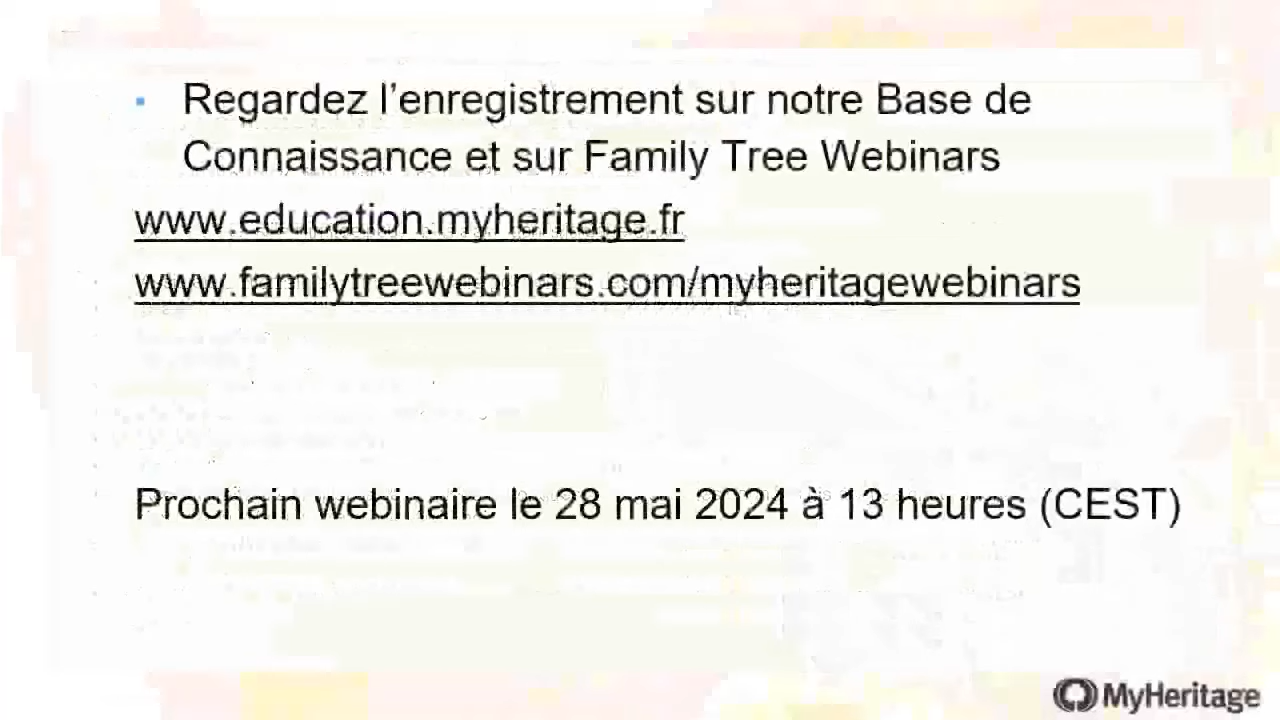 ▪ Regardez l’enregistrement sur notre Base de
Connaissance et sur Family Tree Webinars
www.education.myheritage.fr
www.familytreewebinars.com/myheritagewebinars
Prochain webinaire le 28 mai 2024 à 13 heures (CEST)
MyHeritage